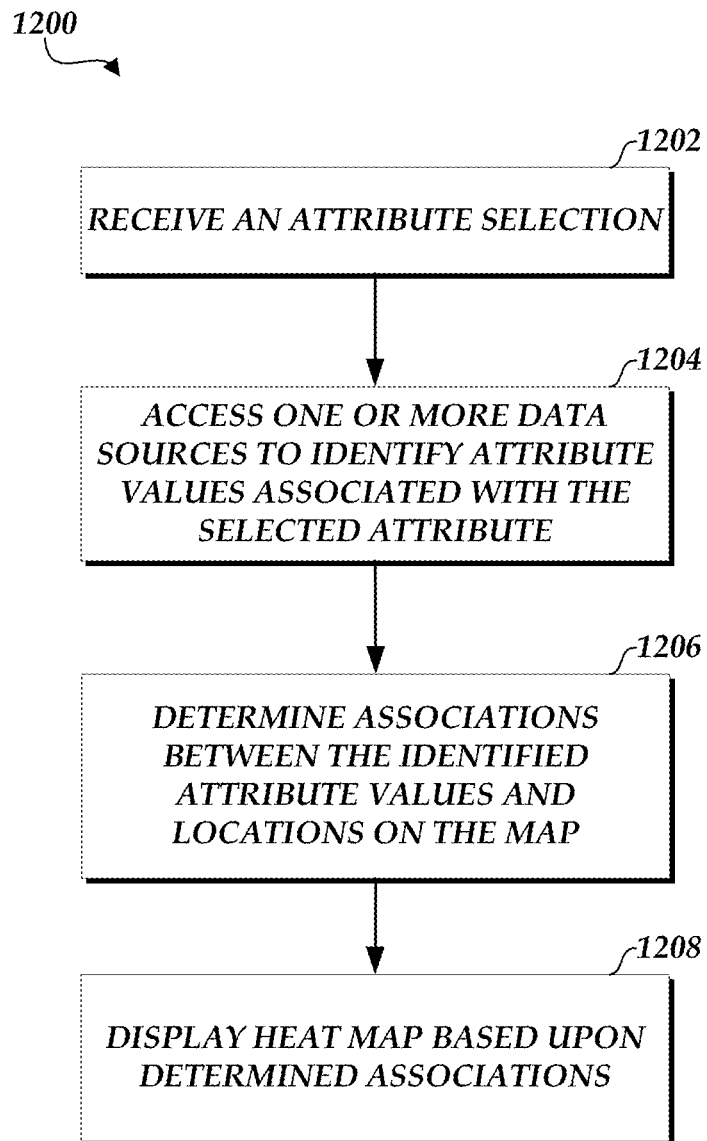 1200
1202
RECEIVE AN ATTRIBUTE SELECTION
1204
ACCESS ONE OR MORE DATA
SOURCES TO IDENTIFY ATTRIBUTE
VALUES ASSOCIATED WITH THE
SELECTED ATTRIBUTE
1206
DETERMINE ASSOCIATIONS
BETWEEN THE IDENTIFIED
ATTRIBUTE VALUES AND
LOCATIONS ON THE MAP
1208
DISPLAY HEAT MAP BASED UPON
DETERMINED ASSOCIATIONS